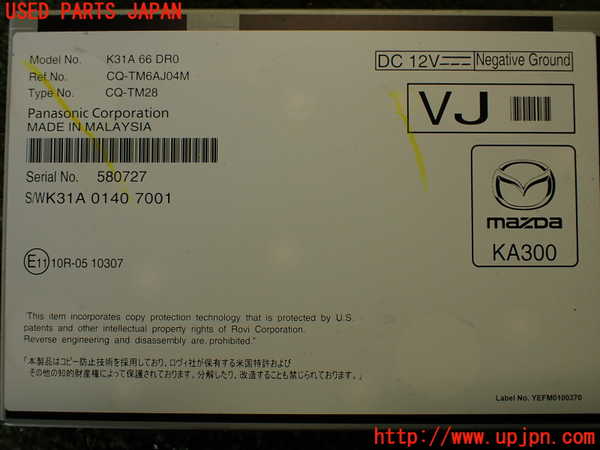 USED PARTS JAPAN
Model No. K31A 66 DR0
Ref.No. CQ-TM6AJ04M
Type No. CQ-TM28
DC 12V Negative Ground
Panasonic Corporation
MADE IN MALAYSIA
VJ
Serial No. 580727
S/WK31A 0140 7001
mazda
KA300
E11 10R-05 10307
"This item incorporates copy protection technology that is protected by U.S.
patents and other intellectual property rights of Rovi Corporation.
Reverse engineering and disassembly are prohibited."
「本製品はコピー防止技術を採用しており、ロヴィ社が保有する米国特許および
その他の知的財産権によって保護されております。分解したり、改造することも禁じられています。」
Label No. YEFM0100370
http://www.upjpn.com/